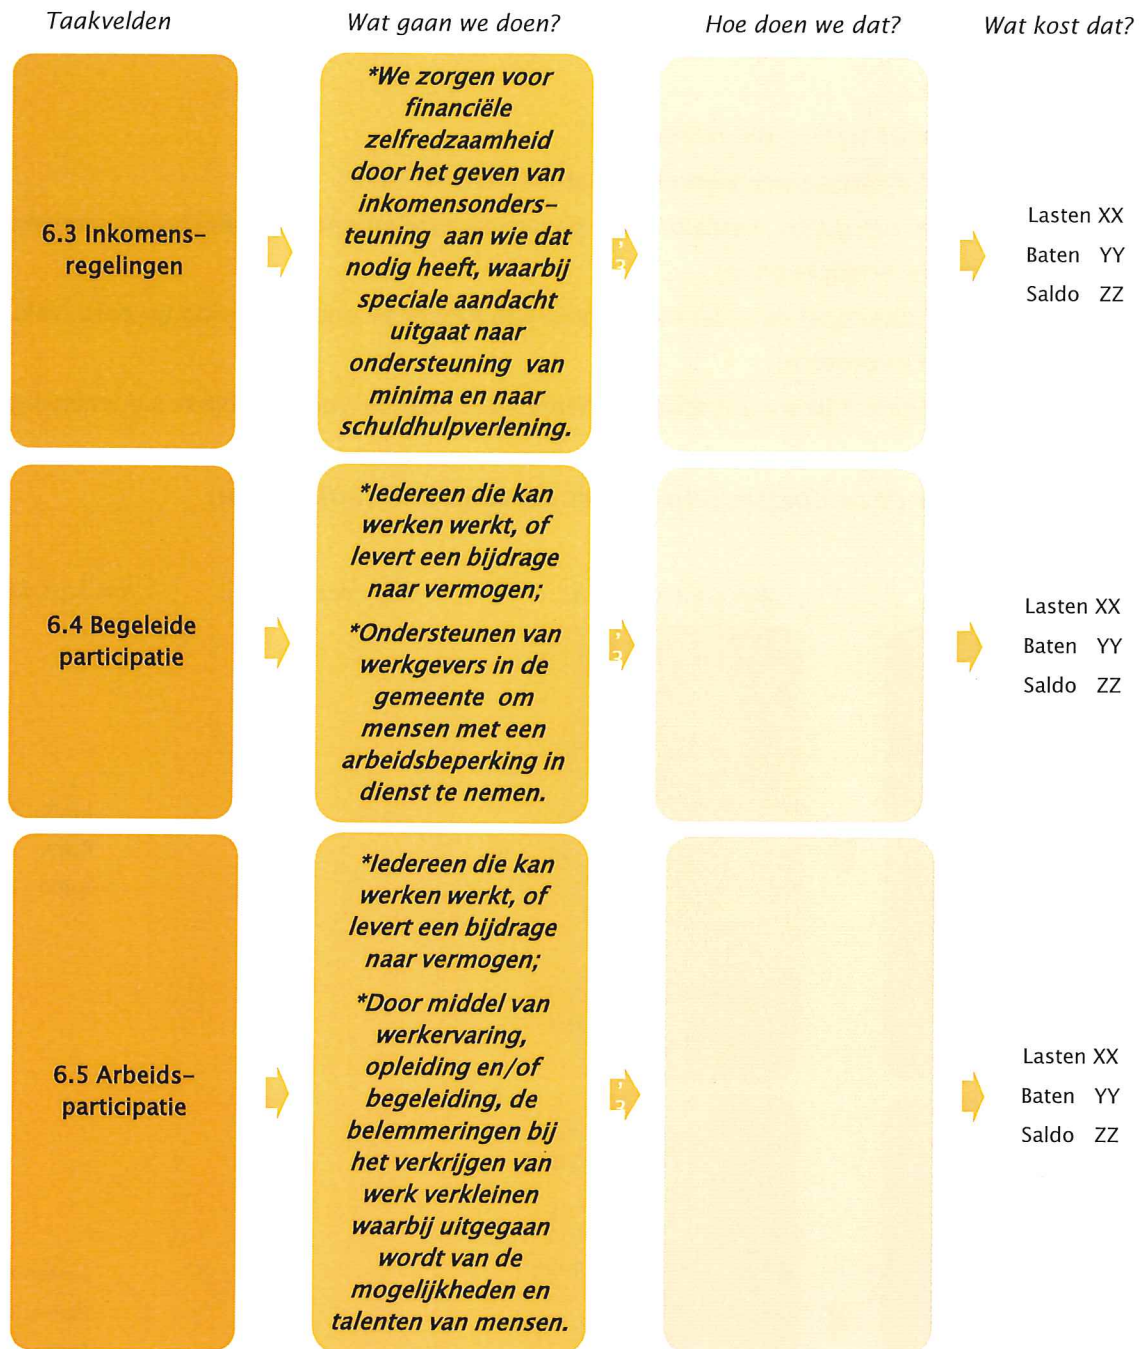 Taakvelden
Wat gaan we doen?
Hoe doen we dat?
Wat kost dat?
6.3 Inkomens-
regelingen
*We zorgen voor
financiële
zelfredzaamheid
door het geven van
inkomensonders-
teuning aan wie dat
nodig heeft, waarbij
speciale aandacht
uitgaat naar
ondersteuning van
minima en naar
schuldhulpverlening.
Lasten XX
Baten YY
Saldo ZZ
6.4 Begeleide
participatie
*Iedereen die kan
werken werkt, of
levert een bijdrage
naar vermogen;
*Ondersteunen van
werkgevers in de
gemeente om
mensen met een
arbeidsbeperking in
dienst te nemen.
Lasten XX
Baten YY
Saldo ZZ
6.5 Arbeids-
participatie
*Iedereen die kan
werken werkt, of
levert een bijdrage
naar vermogen;
*Door middel van
werkervaring,
opleiding en/of
begeleiding, de
belemmeringen bij
het verkrijgen van
werk verkleinen
waarbij uitgegaan
wordt van de
mogelijkheden en
talenten van mensen.
Lasten XX
Baten YY
Saldo ZZ